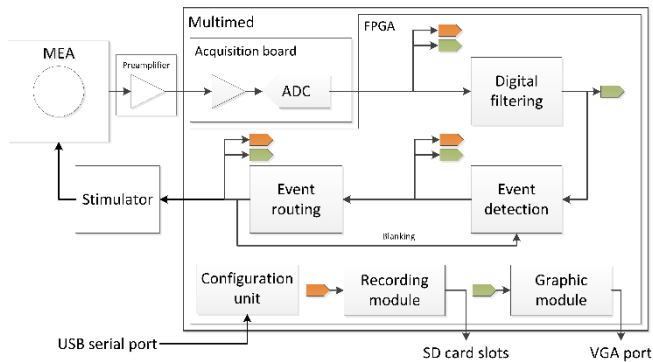 Multimed
FPGA
MEA
Preamplifier
Acquisition board
ADC
Digital
filtering
Stimulator
Event
routing
Event
detection
Blanking
Configuration
unit
Recording
module
Graphic
module
USB serial port
SD card slots
VGA port